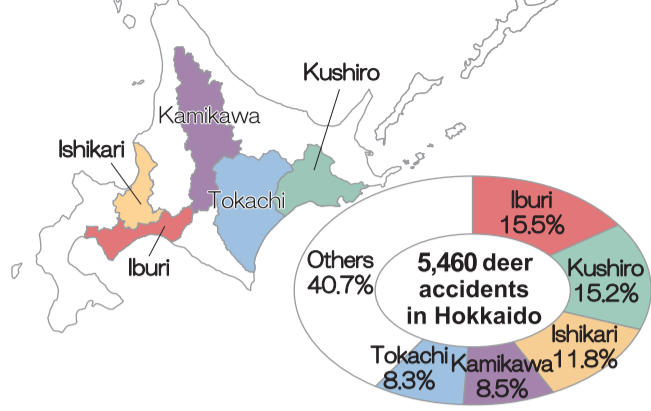 Kushiro
Kamikawa
Ishikari
Tokachi
Iburi
Iburi
15.5%
Others
40.7%
5,460 deer
accidents
in Hokkaido
Kushiro
15.2%
Ishikari
11.8%
Tokachi
8.3%
Kamikawa
8.5%